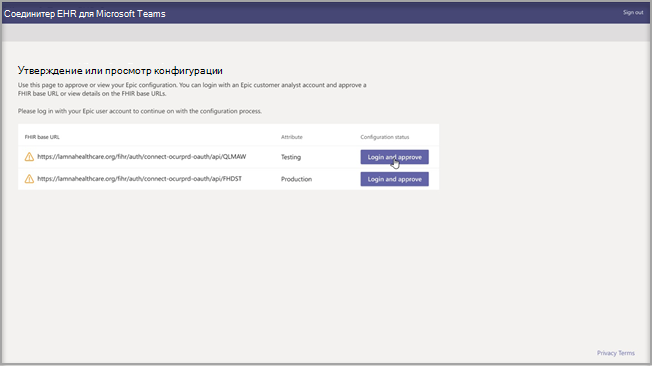 Соединитер EHR для Microsoft Teams
Sign out
Утверждение или просмотр конфигурации
Use this page to approve or view your Epic configuration. You can login with an Epic customer analyst account and approve a
FHIR base URL or view details on the FHIR base URLs.
Please log in with your Epic user account to continue on with the configuration process.
FHIR base URL Attribute Configuration status
https://lamnahealthcare.org/fihr/auth/connect-ocurprd-oauth/api/QLMAW Testing Login and approve
https://lamnahealthcare.org/fihr/auth/connect-ocurprd-oauth/api/FHDST Production Login and approve
Privacy Terms